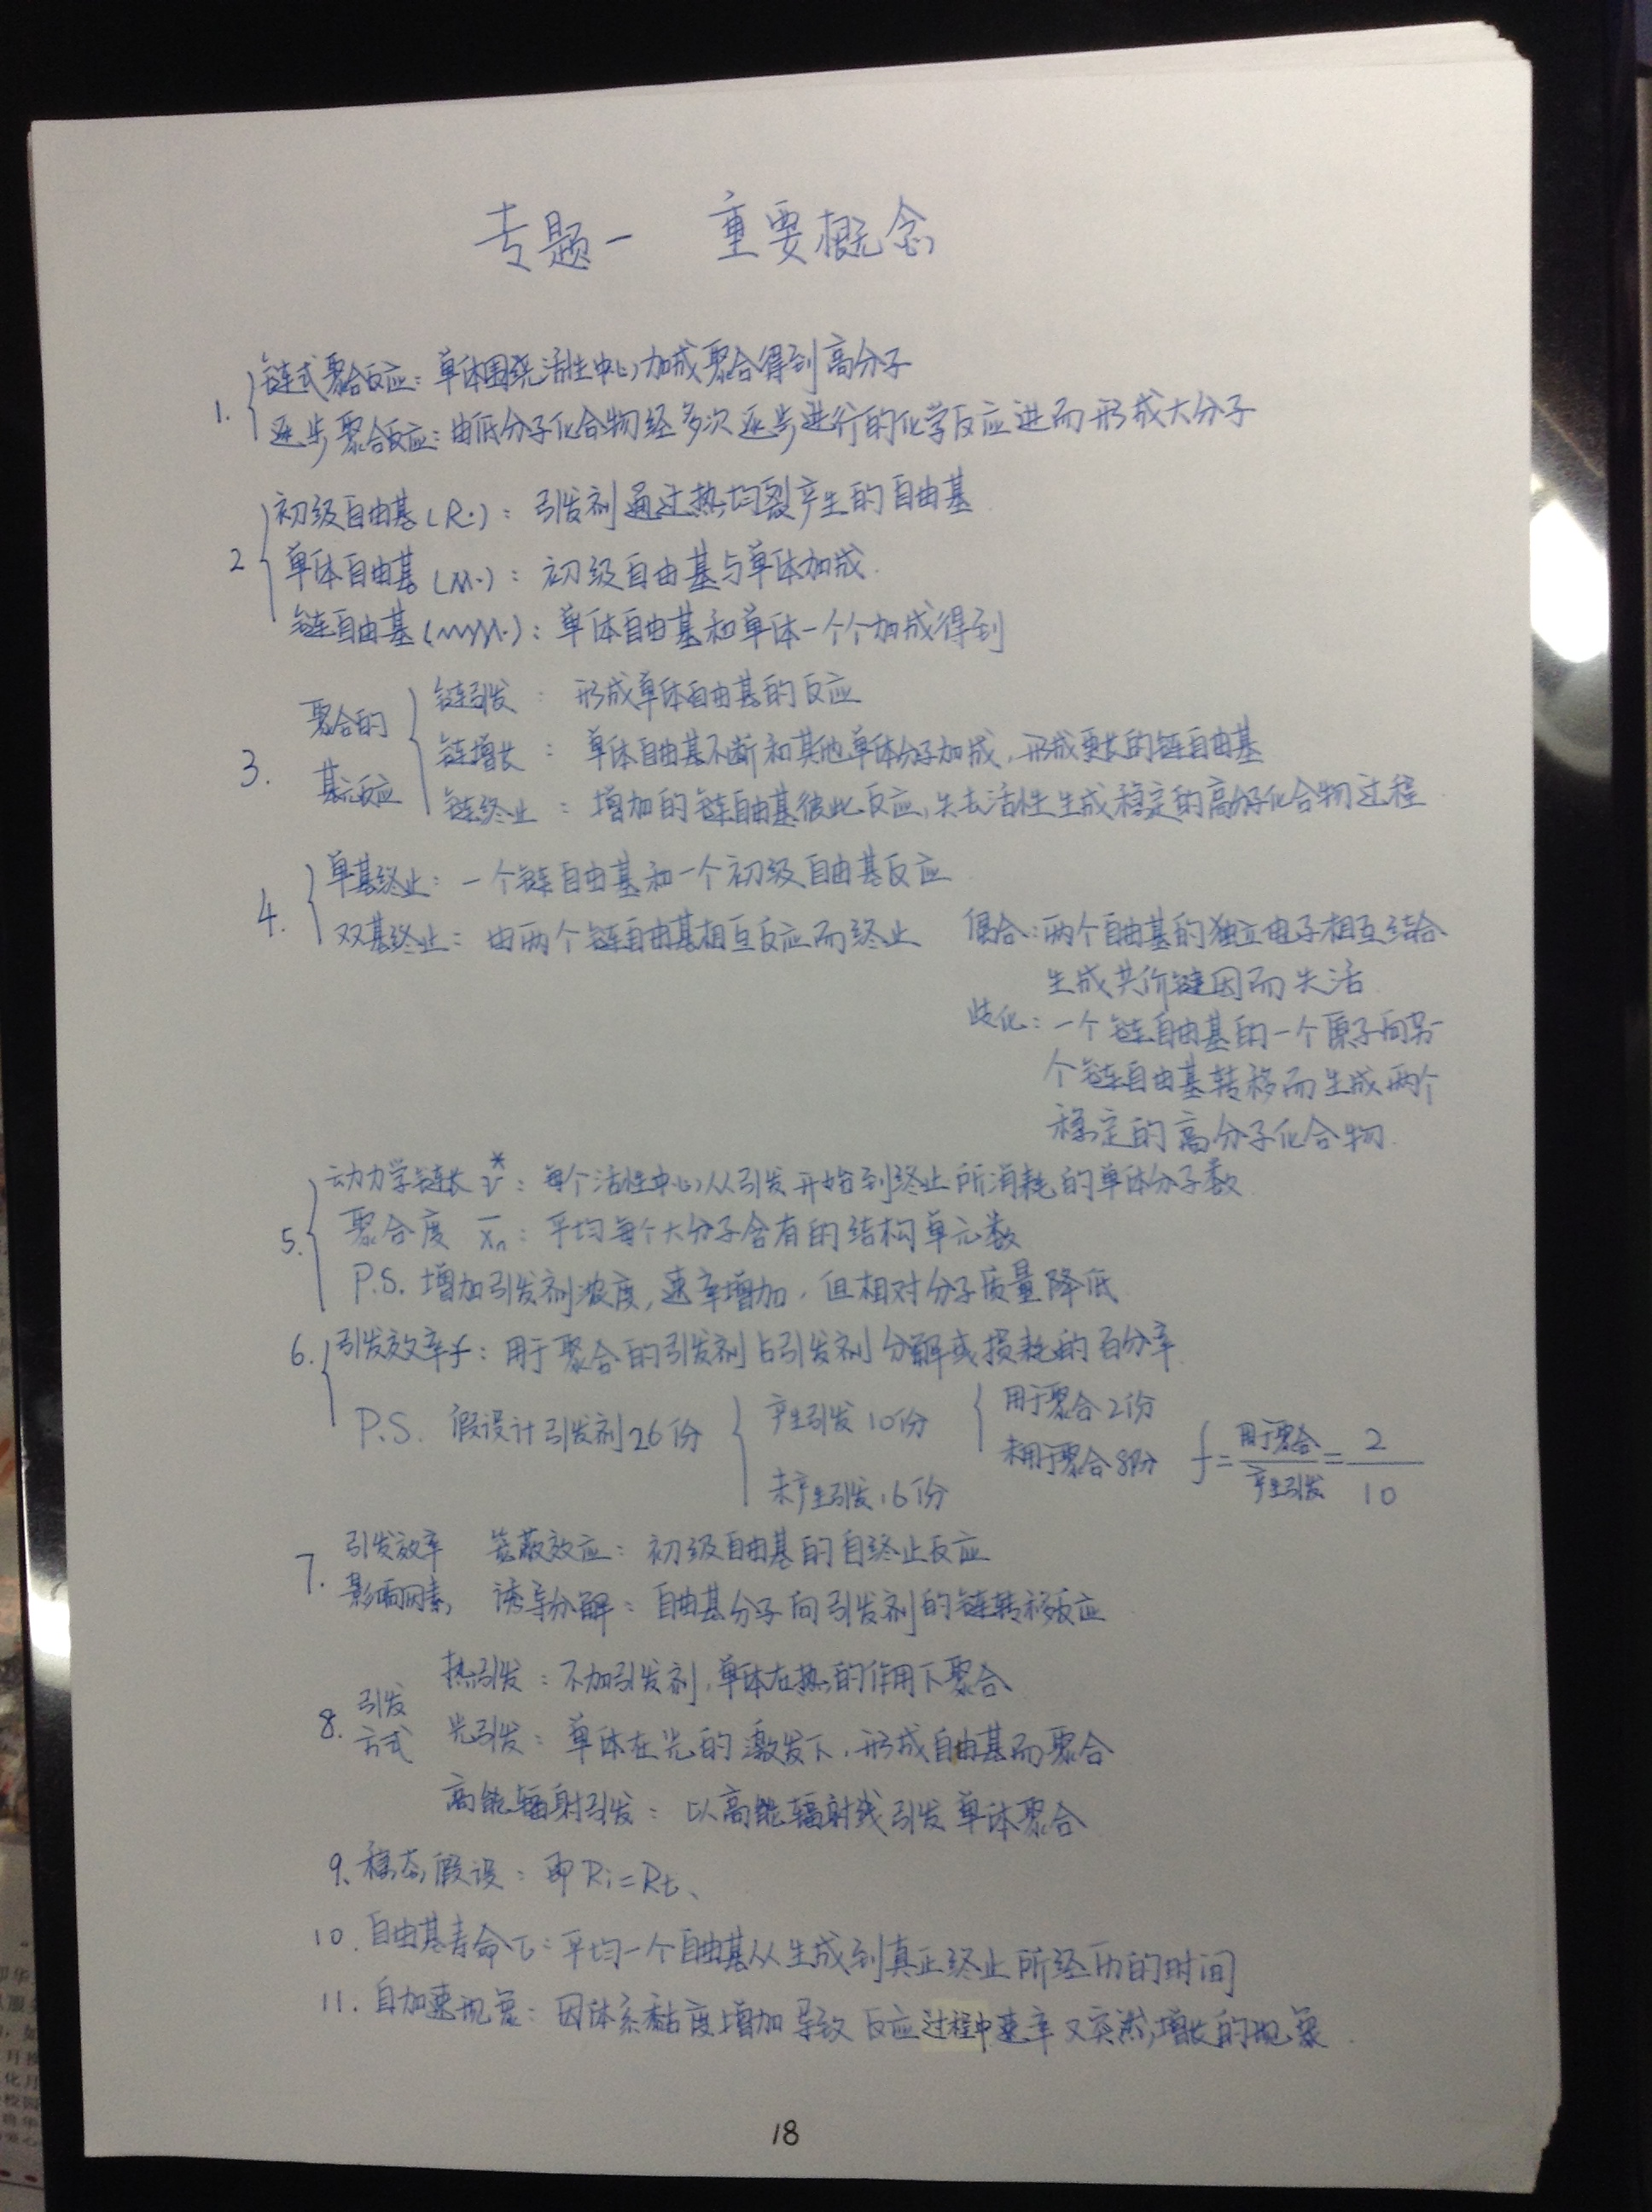 专题一 重要概念
1. 链式聚合反应：单体围绕活性中心加成聚合得到高分子
逐步聚合反应：由低分子化合物经多次逐步进行的化学反应进而形成大分子
2 初级自由基(R·)：引发剂通过热均裂产生的自由基
单体自由基(M·)：初级自由基与单体加成.
链自由基(~~~M·)：单体自由基和单体一个个加成得到
3. 聚合的基元反应
链引发：形成单体自由基的反应
链增长：单体自由基不断和其他单体分子加成，形成更长的链自由基
链终止：增加的链自由基彼此反应，失去活性生成稳定的高分子化合物过程
4. 单基终止：一个链自由基和一个初级自由基反应
双基终止：由两个链自由基相互反应而终止
偶合：两个自由基的独立电子相互结合
生成共价键因而失活
歧化：一个链自由基的一个原子向另一
个链自由基转移而生成两个
稳定的高分子化合物.
5. 动力学链长 ν*：每个活性中心从引发开始到终止所消耗的单体分子数
聚合度 X̄n：平均每个大分子含有的结构单元数
P.S. 增加引发剂浓度，速率增加，但相对分子质量降低
6. 引发效率f：用于聚合的引发剂占引发剂分解或损耗的百分率
P.S. 假设计引发剂26份
产生引发10份
未产生引发16份
用于聚合2份
未用于聚合8份
f=用于聚合/产生引发=2/10
7. 引发效率影响因素
笼蔽效应：初级自由基的自终止反应
诱导分解：自由基分子向引发剂的链转移反应
8. 引发方式
热引发：不加引发剂，单体在热的作用下聚合
光引发：单体在光的激发下，形成自由基而聚合
高能辐射引发：以高能辐射线引发单体聚合
9、稳态假设：即Ri=Rt、
10. 自由基寿命τ：平均一个自由基从生成到真正终止所经历的时间
11. 自加速现象：因体系黏度增加导致反应过程中速率又突然增长的现象.
18